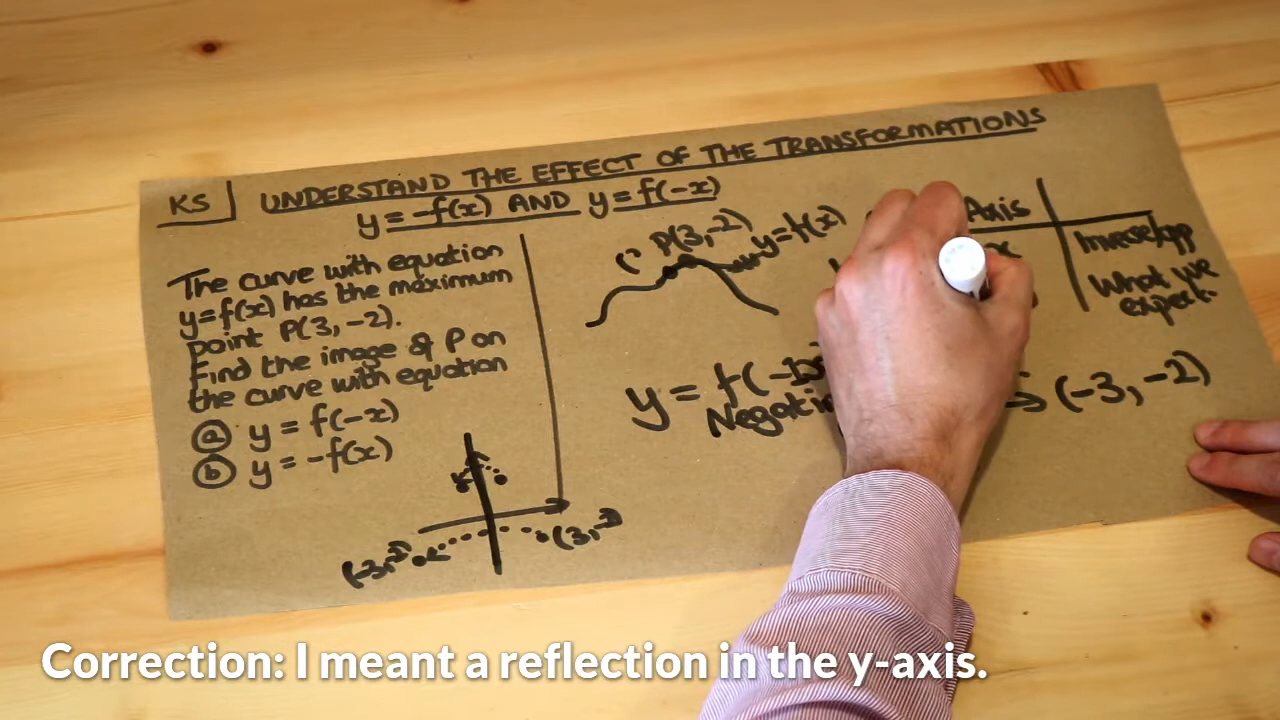 KS
UNDERSTAND THE EFFECT OF THE TRANSFORMATIONS
y=-f(x) AND y=f(-x)
The curve with equation
y=f(x) has the maximum
point P(3,-2).
Find the image of P on
the curve with equation
(a) y = f(-x)
(b) y = -f(x)
P(3,-2)
y=f(x)
Axis
x
Inverse/opp
What we
expect.
y = f(
(-3,-2)
(3,
(-3,
Correction: I meant a reflection in the y-axis.